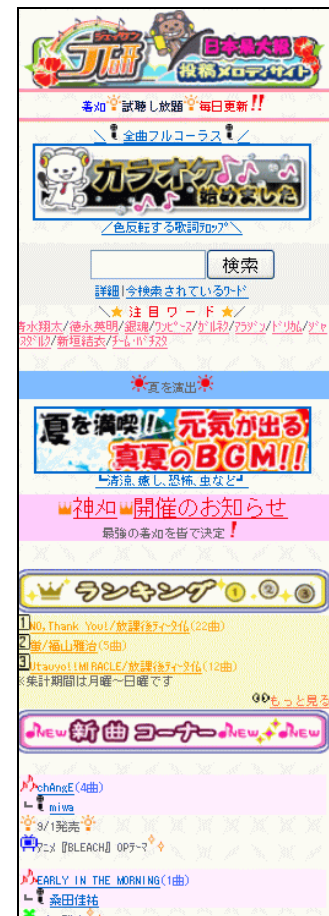 J研
ジェイケン
日本最大級
投稿メロディサイト
着メロ試聴し放題 毎日更新!!
＼全曲フルコーラス／
カラオケ始めました
／色反転する歌詞ﾃﾛｯﾌﾟ＼
検索
詳細|今検索されているﾜｰﾄﾞ
＼★注目ワード★／
清水翔太/徳永英明/銀魂/ﾜﾝﾋﾟｰｽ/ｶﾞﾙﾈｸ/ｱﾗｼﾞﾝ/ﾄﾞﾘｶﾑ/ｼﾞｬ
ｽﾀﾞﾙｸ/新垣結衣/ﾁｰﾑ･ﾊﾞﾁｽﾀ
夏を演出
夏を満喫!!元気が出る
真夏のBGM!!
┗清涼､癒し､恐怖､虫など┛
神ﾒﾛ 開催のお知らせ
最強の着ﾒﾛを皆で決定!
ランキング 1 2 3
1 NO,Thank You!/放課後ﾃｨｰﾀｲﾑ(22曲)
2 蛍/福山雅治(5曲)
3 Utauyo!!MIRACLE/放課後ﾃｨｰﾀｲﾑ(12曲)
※集計期間は月曜～日曜です
もっと見る
NEW 新曲コーナー NEW NEW
chAngE(4曲)
┗ miwa
9/1発売
ｱﾆﾒ『BLEACH』OPﾃｰﾏ
EARLY IN THE MORNING(1曲)
┗ 桑田佳祐